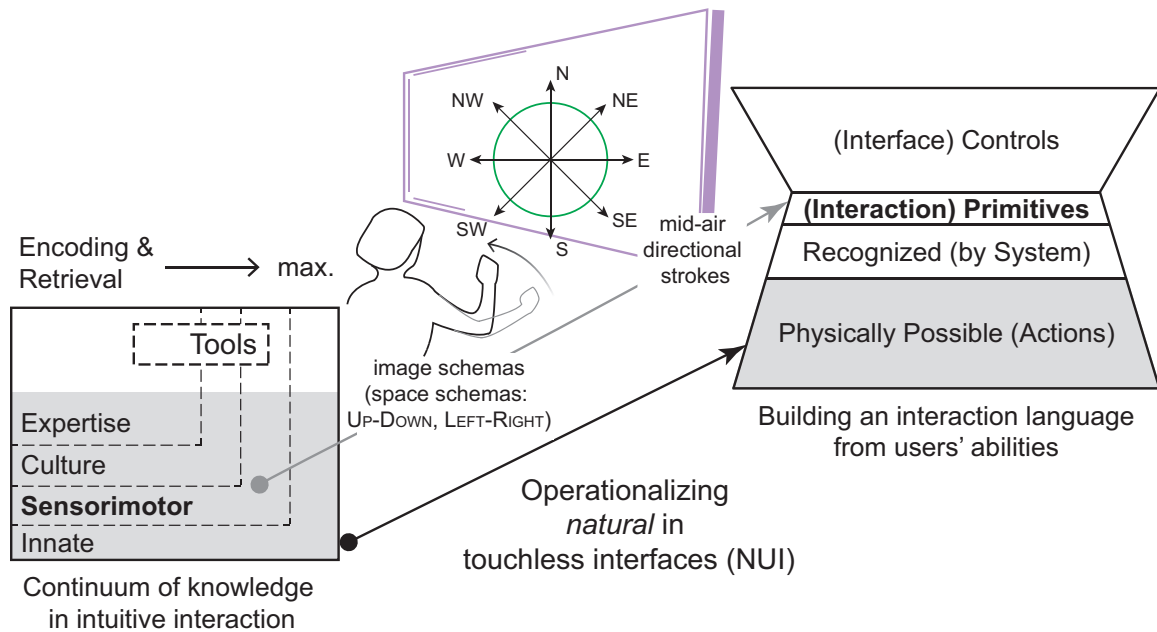 N
NW
NE
W
E
SW
SE
S
(Interface) Controls
(Interaction) Primitives
Recognized (by System)
Physically Possible (Actions)
Building an interaction language
from users' abilities
mid-air
directional
strokes
Encoding &
Retrieval
max.
Tools
Expertise
Culture
Sensorimotor
Innate
Continuum of knowledge
in intuitive interaction
image schemas
(space schemas:
UP-DOWN, LEFT-RIGHT)
Operationalizing
natural in
touchless interfaces (NUI)